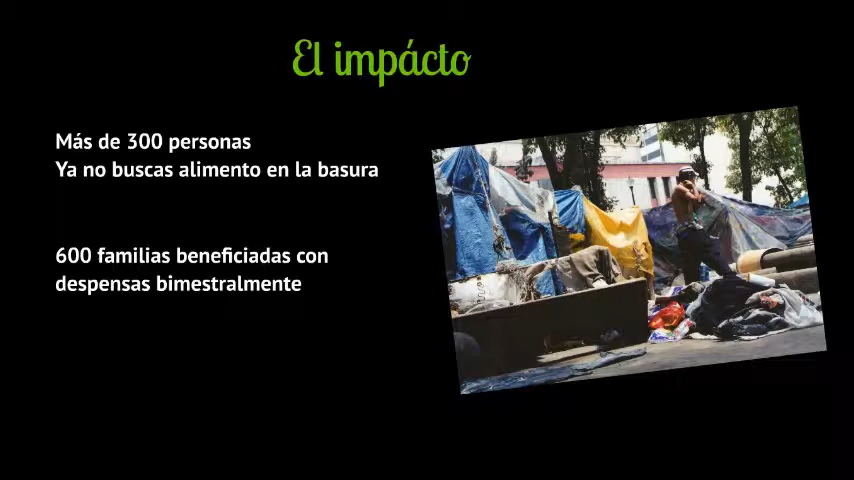 El impácto
Más de 300 personas
Ya no buscas alimento en la basura
600 familias beneficiadas con
despensas bimestralmente